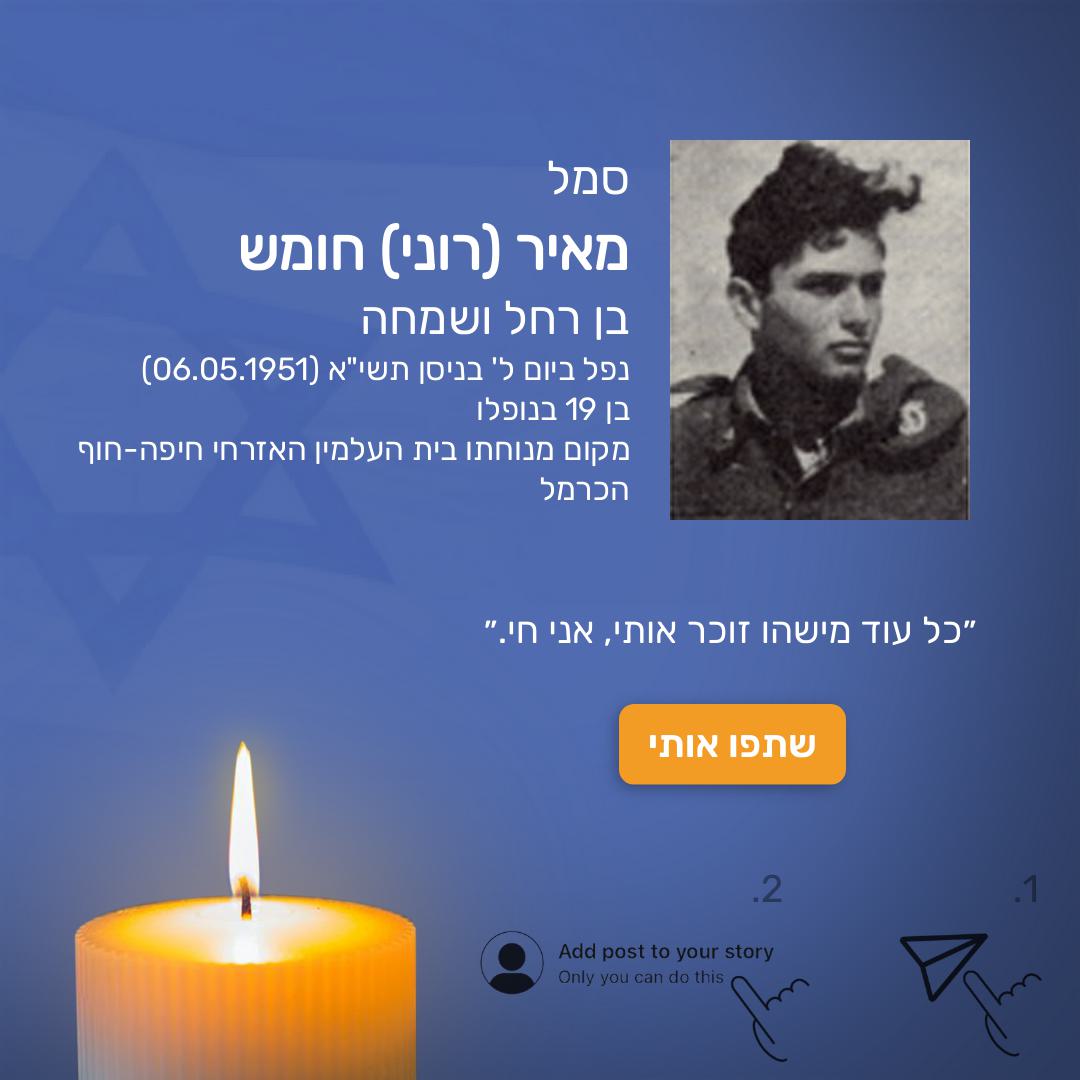 סמל
מאיר (רוני) חומש
בן רחל ושמחה
נפל ביום ל' בניסן תשי"א (06.05.1951)
בן 19 בנופלו
מקום מנוחתו בית העלמין האזרחי חיפה-חוף
הכרמל
״כל עוד מישהו זוכר אותי, אני חי.״
שתפו אותי
1.
2.
Add post to your story
Only you can do this